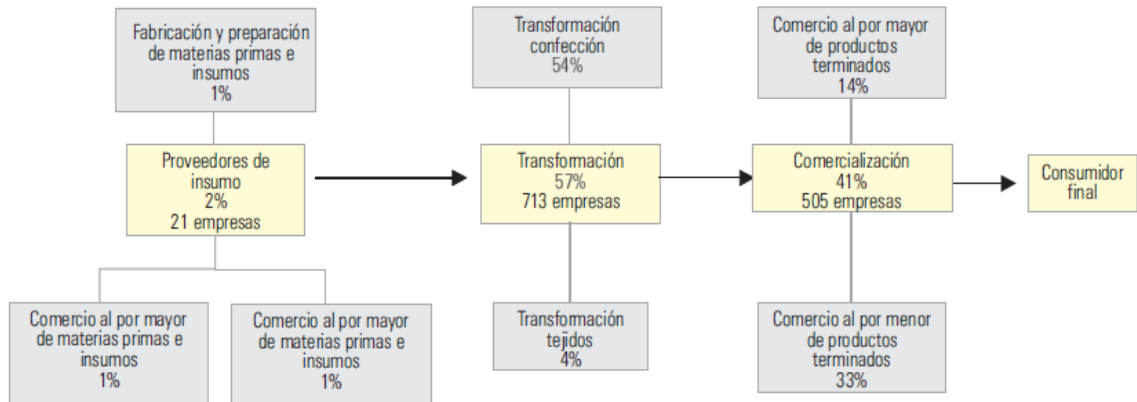 Fabricación y preparación
de materias primas e
insumos
1%
Transformación
confección
54%
Comercio al por mayor
de productos
terminados
14%
Proveedores de
insumo
2%
21 empresas
Transformación
57%
713 empresas
Comercialización
41%
505 empresas
Consumidor
final
Comercio al por mayor
de materias primas e
insumos
1%
Comercio al por mayor
de materias primas e
insumos
1%
Transformación
tejidos
4%
Comercio al por menor
de productos
terminados
33%